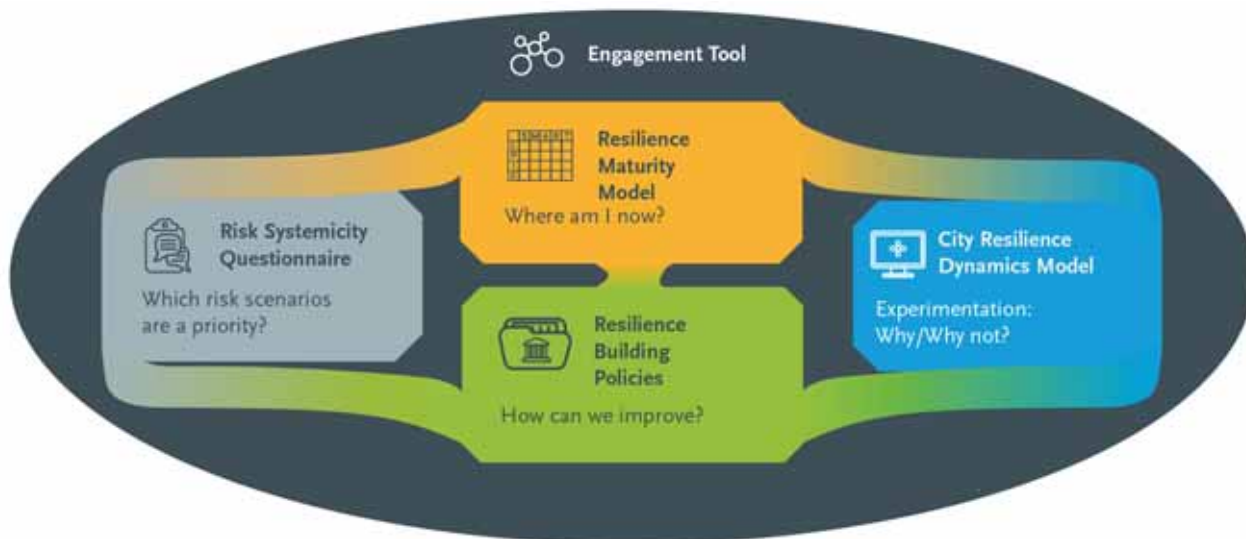 Engagement Tool
Resilience
Maturity
Model
Where am I now?
Risk Systemicity
Questionnaire
Which risk scenarios
are a priority?
City Resilience
Dynamics Model
Experimentation:
Why/Why not?
Resilience
Building
Policies
How can we improve?